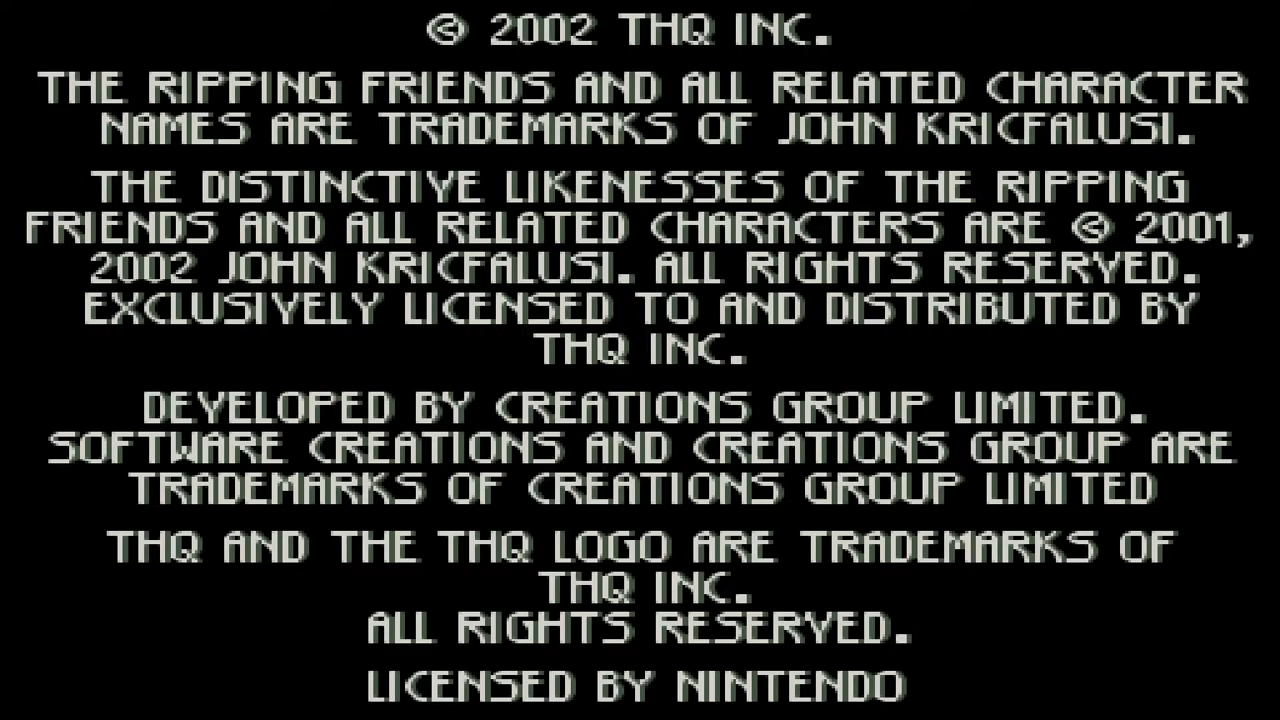 © 2002 THQ INC.
THE RIPPING FRIENDS AND ALL RELATED CHARACTER
NAMES ARE TRADEMARKS OF JOHN KRICFALUSI.
THE DISTINCTIVE LIKENESSES OF THE RIPPING
FRIENDS AND ALL RELATED CHARACTERS ARE © 2001,
2002 JOHN KRICFALUSI. ALL RIGHTS RESERVED.
EXCLUSIVELY LICENSED TO AND DISTRIBUTED BY
THQ INC.
DEVELOPED BY CREATIONS GROUP LIMITED.
SOFTWARE CREATIONS AND CREATIONS GROUP ARE
TRADEMARKS OF CREATIONS GROUP LIMITED
THQ AND THE THQ LOGO ARE TRADEMARKS OF
THQ INC.
ALL RIGHTS RESERVED.
LICENSED BY NINTENDO